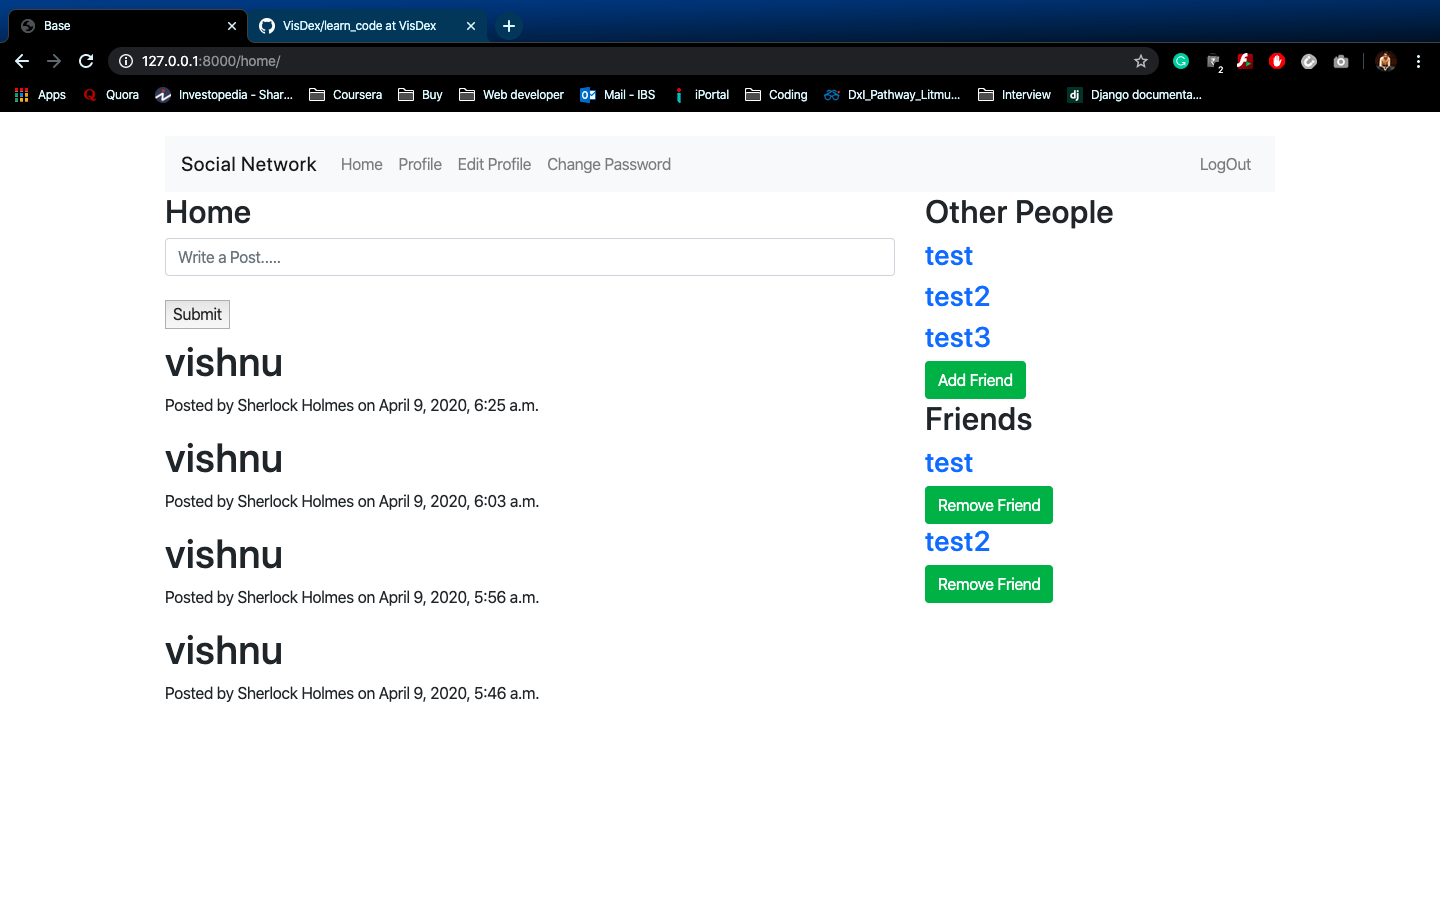 Base
VisDex/learn_code at VisDex
127.0.0.1:8000/home/
2
Apps
Quora
Investopedia - Shar...
Coursera
Buy
Web developer
Mail - IBS
iPortal
Coding
DxI_Pathway_Litmu...
Interview
dj
Django documenta...
Social Network
Home
Profile
Edit Profile
Change Password
LogOut
Home
Write a Post.....
Submit
vishnu
Posted by Sherlock Holmes on April 9, 2020, 6:25 a.m.
vishnu
Posted by Sherlock Holmes on April 9, 2020, 6:03 a.m.
vishnu
Posted by Sherlock Holmes on April 9, 2020, 5:56 a.m.
vishnu
Posted by Sherlock Holmes on April 9, 2020, 5:46 a.m.
Other People
test
test2
test3
Add Friend
Friends
test
Remove Friend
test2
Remove Friend